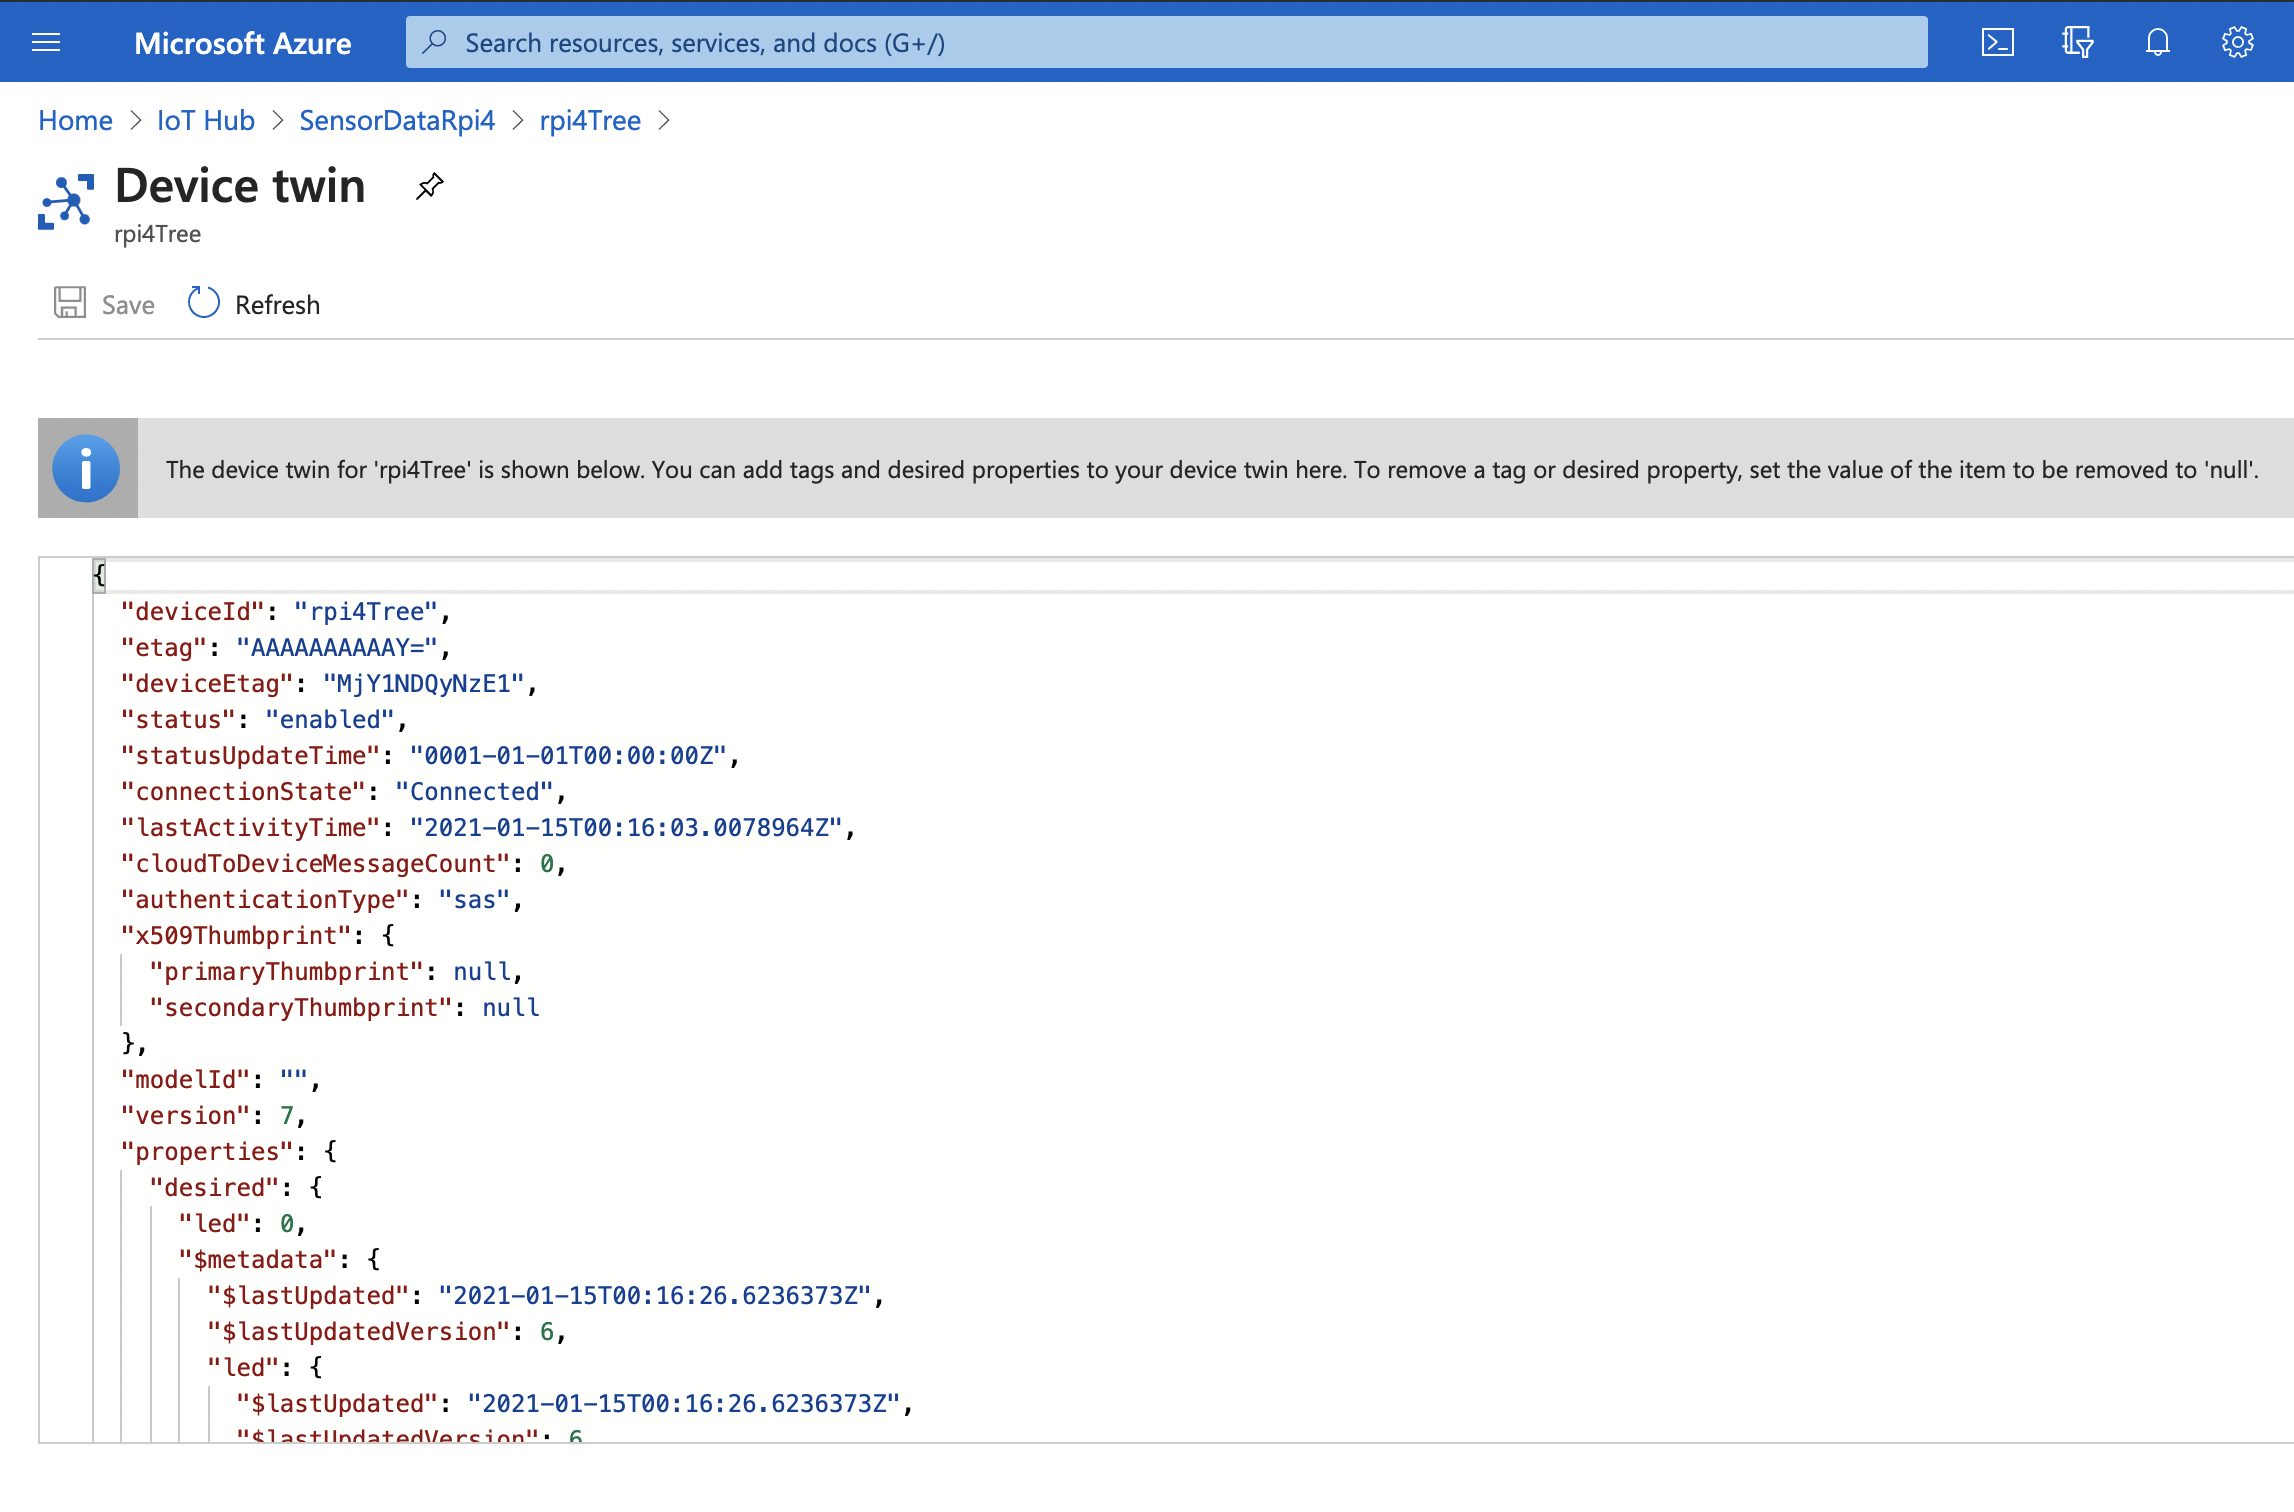 Microsoft Azure
Search resources, services, and docs (G+/)
Home > IoT Hub > SensorDataRpi4 > rpi4Tree >
Device twin
rpi4Tree
Save Refresh
The device twin for 'rpi4Tree' is shown below. You can add tags and desired properties to your device twin here. To remove a tag or desired property, set the value of the item to be removed to 'null'.
{
"deviceId": "rpi4Tree",
"etag": "AAAAAAAAAAY=",
"deviceEtag": "MjY1NDQyNzE1",
"status": "enabled",
"statusUpdateTime": "0001-01-01T00:00:00Z",
"connectionState": "Connected",
"lastActivityTime": "2021-01-15T00:16:03.0078964Z",
"cloudToDeviceMessageCount": 0,
"authenticationType": "sas",
"x509Thumbprint": {
"primaryThumbprint": null,
"secondaryThumbprint": null
},
"modelId": "",
"version": 7,
"properties": {
"desired": {
"led": 0,
"$metadata": {
"$lastUpdated": "2021-01-15T00:16:26.6236373Z",
"$lastUpdatedVersion": 6,
"led": {
"$lastUpdated": "2021-01-15T00:16:26.6236373Z",
"$lastUpdatedVersion": 6